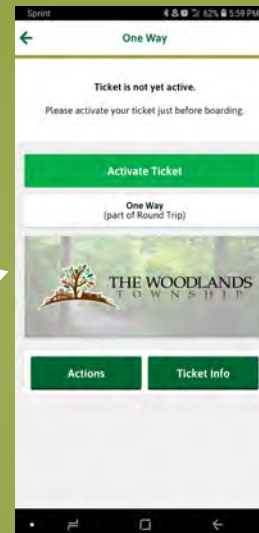 Sprint 62% 5:59 PM
One Way
Ticket is not yet active.
Please activate your ticket just before boarding.
Activate Ticket
One Way
(part of Round Trip)
THE WOODLANDS
TOWNSHIP
Actions Ticket Info